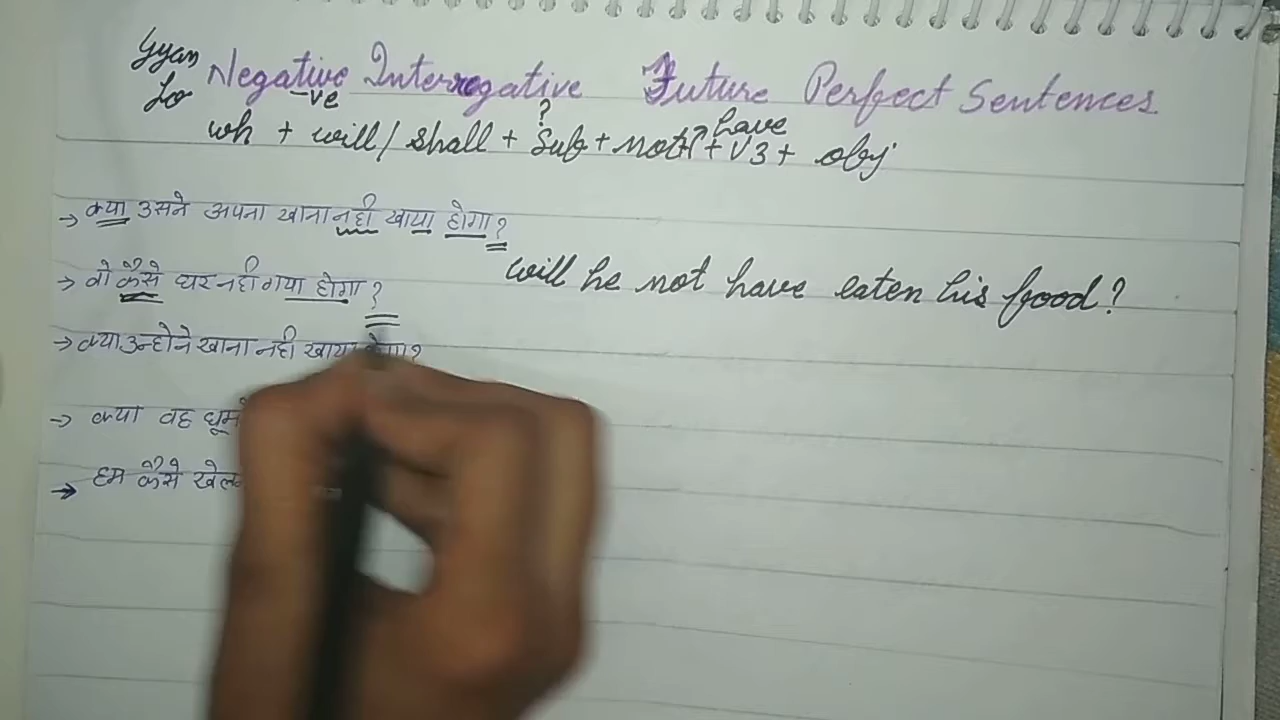 Gyan
Lo
Negative Interrogative Future Perfect Sentences
-ve ?
wh + will / shall + Sub + not + have + V3 + obj
→ क्या उसने अपना खाना नही खाया होगा ?
will he not have eaten his food ?
→ वो कैसे घर नही गया होगा ?
→ क्या उन्होने खाना नही खाया होगा ?
→ क्या वह
→ हम कैसे